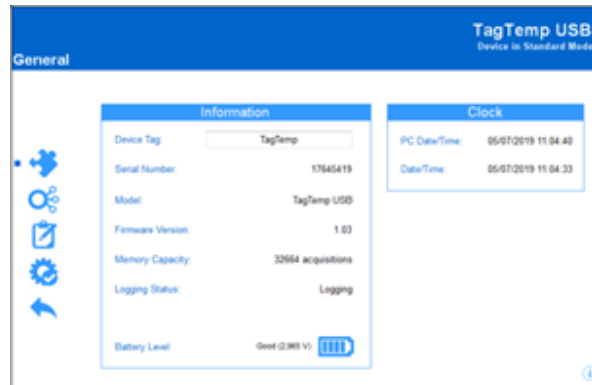 TagTemp USB
Device in Standard Mode
General
Information
Device Tag: TagTemp
Serial Number: 17645419
Model: TagTemp USB
Firmware Version: 1.03
Memory Capacity: 32664 acquisitions
Logging Status: Logging
Battery Level: Good (2,965 V)
Clock
PC Date/Time: 05/07/2019 11:04:40
Date/Time: 05/07/2019 11:04:33